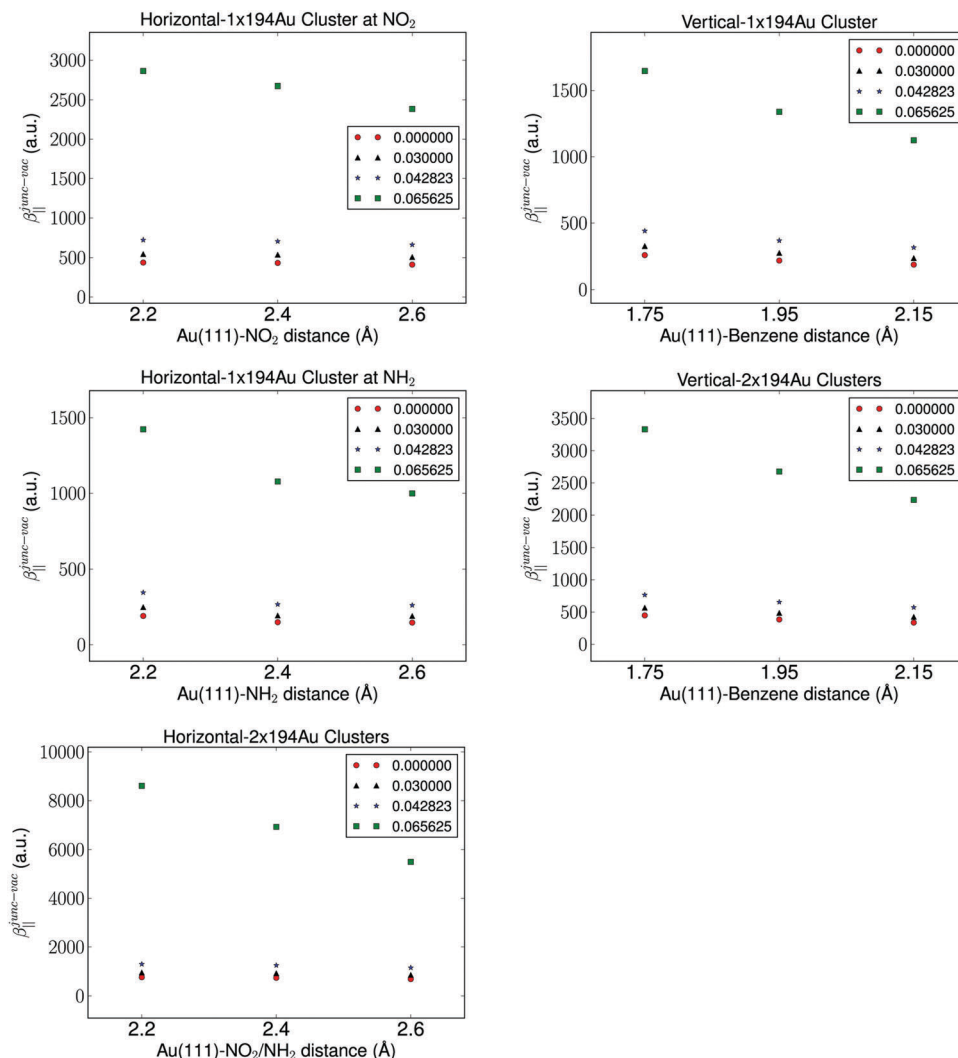 Horizontal-1x194Au Cluster at NO₂
3000
2500
2000
1500
1000
500
0
β||^junc−vac (a.u.)
0.000000
0.030000
0.042823
0.065625
2.2 2.4 2.6
Au(111)-NO₂ distance (Å)
Vertical-1x194Au Cluster
1500
1000
500
0
β||^junc−vac (a.u.)
0.000000
0.030000
0.042823
0.065625
1.75 1.95 2.15
Au(111)-Benzene distance (Å)
Horizontal-1x194Au Cluster at NH₂
1500
1000
500
0
β||^junc−vac (a.u.)
0.000000
0.030000
0.042823
0.065625
2.2 2.4 2.6
Au(111)-NH₂ distance (Å)
Vertical-2x194Au Clusters
3500
3000
2500
2000
1500
1000
500
0
β||^junc−vac (a.u.)
0.000000
0.030000
0.042823
0.065625
1.75 1.95 2.15
Au(111)-Benzene distance (Å)
Horizontal-2x194Au Clusters
10000
8000
6000
4000
2000
0
β||^junc−vac (a.u.)
0.000000
0.030000
0.042823
0.065625
2.2 2.4 2.6
Au(111)-NO₂/NH₂ distance (Å)